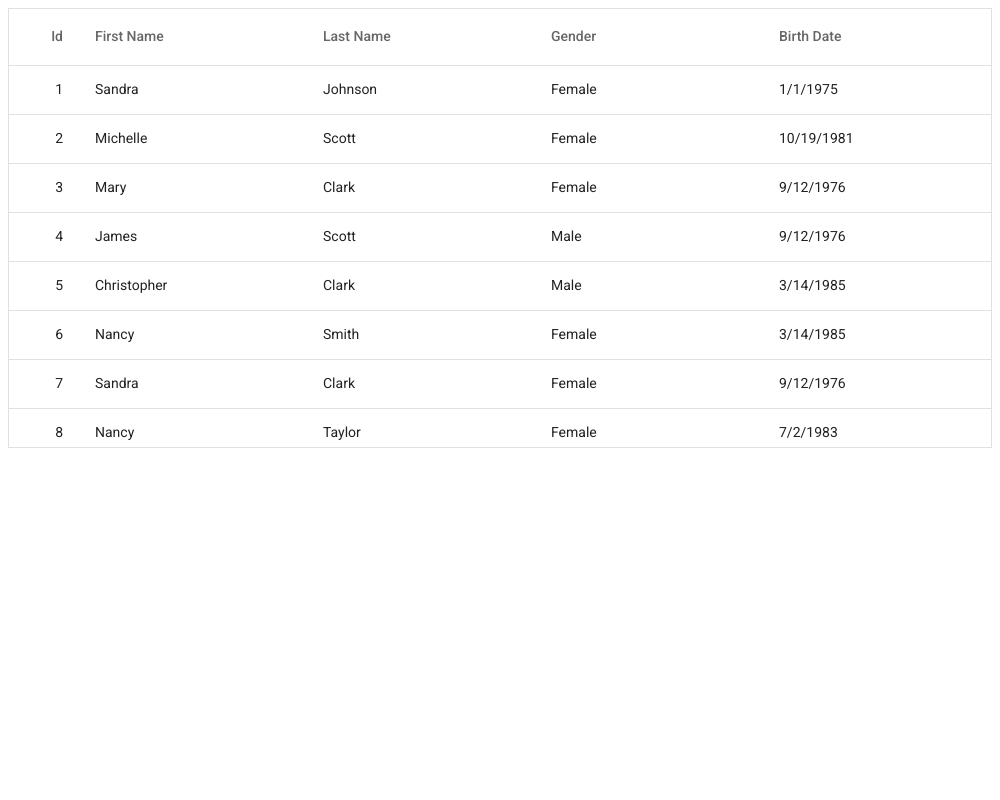 Id First Name Last Name Gender Birth Date
1 Sandra Johnson Female 1/1/1975
2 Michelle Scott Female 10/19/1981
3 Mary Clark Female 9/12/1976
4 James Scott Male 9/12/1976
5 Christopher Clark Male 3/14/1985
6 Nancy Smith Female 3/14/1985
7 Sandra Clark Female 9/12/1976
8 Nancy Taylor Female 7/2/1983